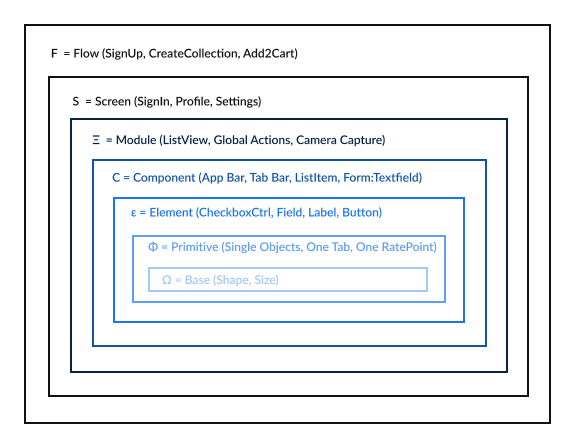 F = Flow (SignUp, CreateCollection, Add2Cart)
S = Screen (SignIn, Profile, Settings)
Ξ = Module (ListView, Global Actions, Camera Capture)
C = Component (App Bar, Tab Bar, ListItem, Form:Textfield)
ε = Element (CheckboxCtrl, Field, Label, Button)
Φ = Primitive (Single Objects, One Tab, One RatePoint)
Ω = Base (Shape, Size)